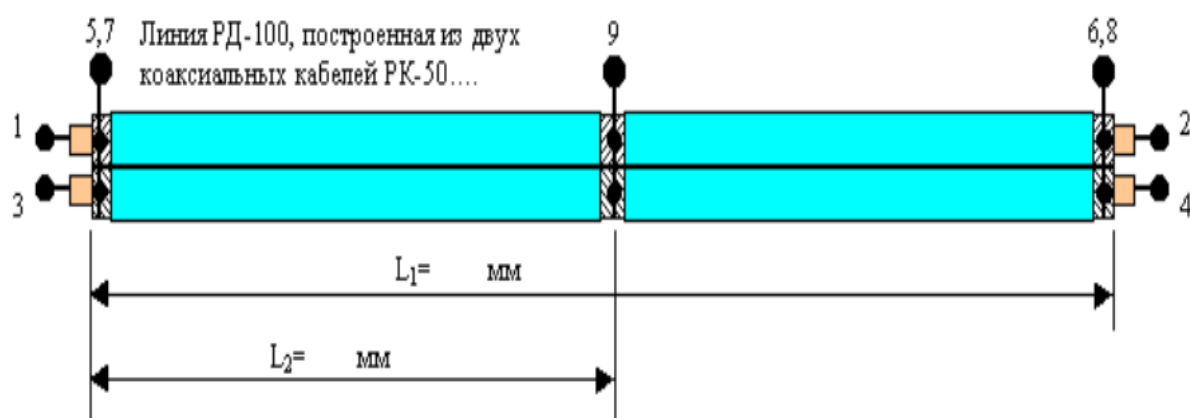 5,7 Линия РД-100, построенная из двух 9 6,8
коаксиальных кабелей РК-50....
1 2
3 4
L₁= мм
L₂= мм